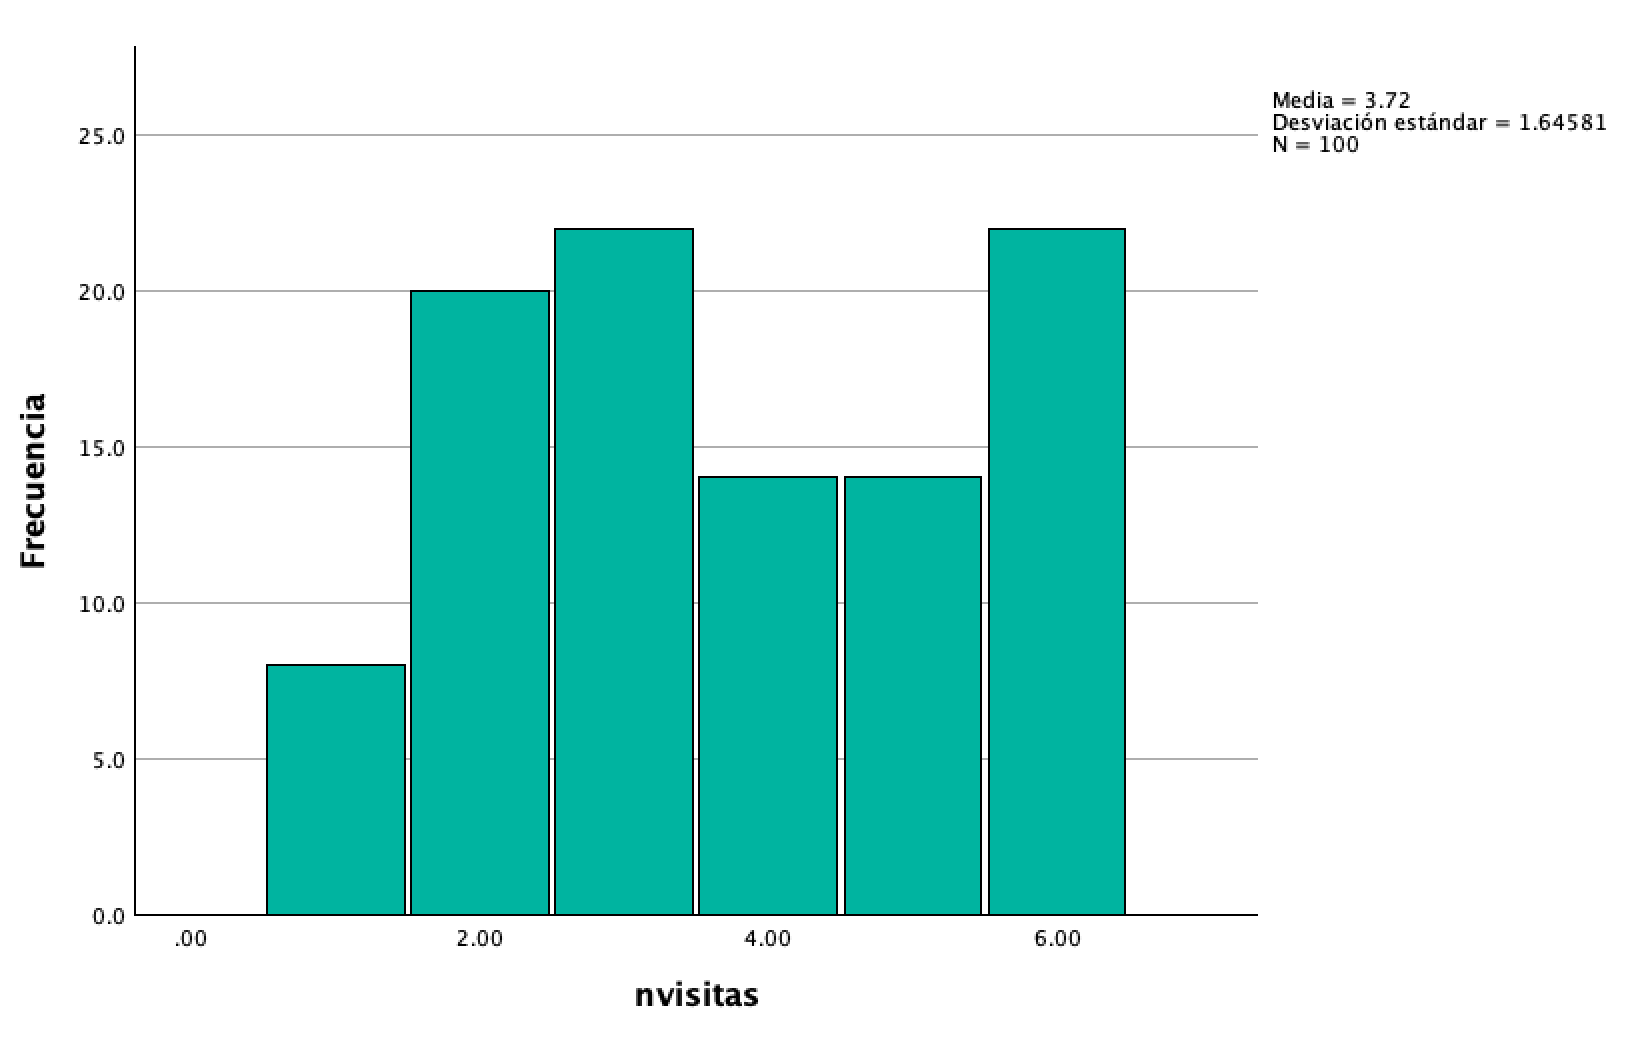 Media = 3.72
Desviación estándar = 1.64581
N = 100
25.0
20.0
15.0
10.0
5.0
0.0
Frecuencia
.00 2.00 4.00 6.00
nvisitas